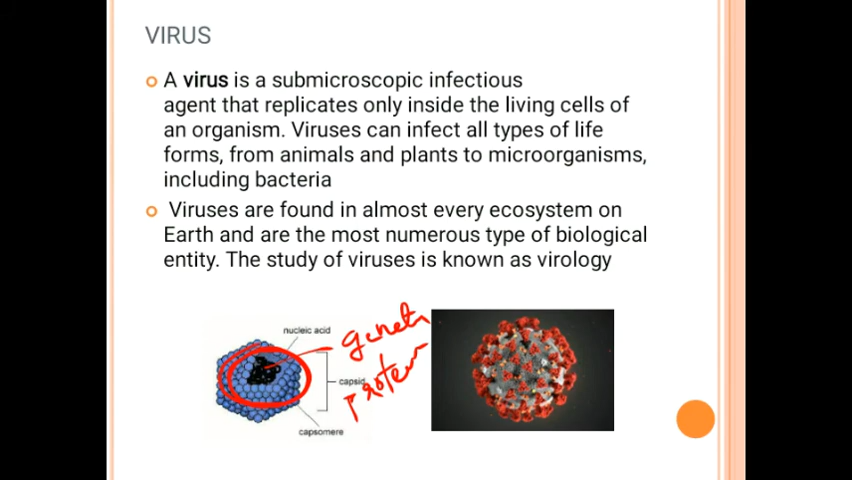 VIRUS
A virus is a submicroscopic infectious
agent that replicates only inside the living cells of
an organism. Viruses can infect all types of life
forms, from animals and plants to microorganisms,
including bacteria
Viruses are found in almost every ecosystem on
Earth and are the most numerous type of biological
entity. The study of viruses is known as virology
nucleic acid
capsid
capsomere